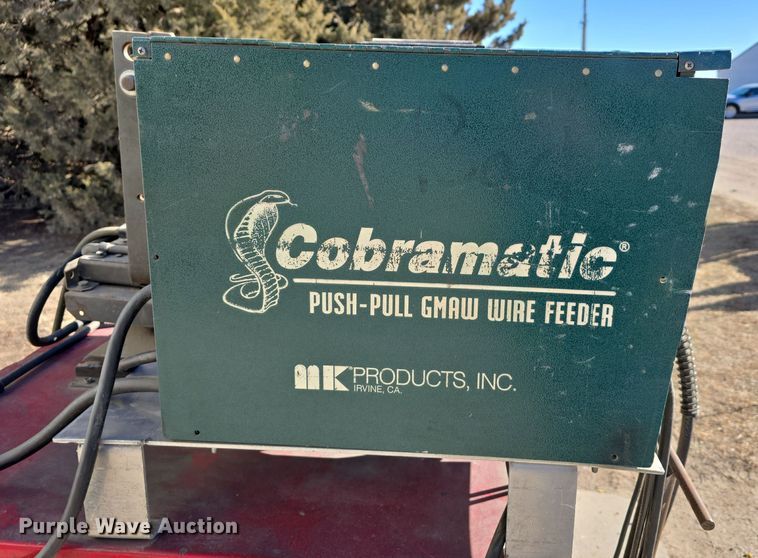 Cobramatic®
PUSH-PULL GMAW WIRE FEEDER
MK PRODUCTS, INC.
IRVINE, CA.
Purple Wave Auction